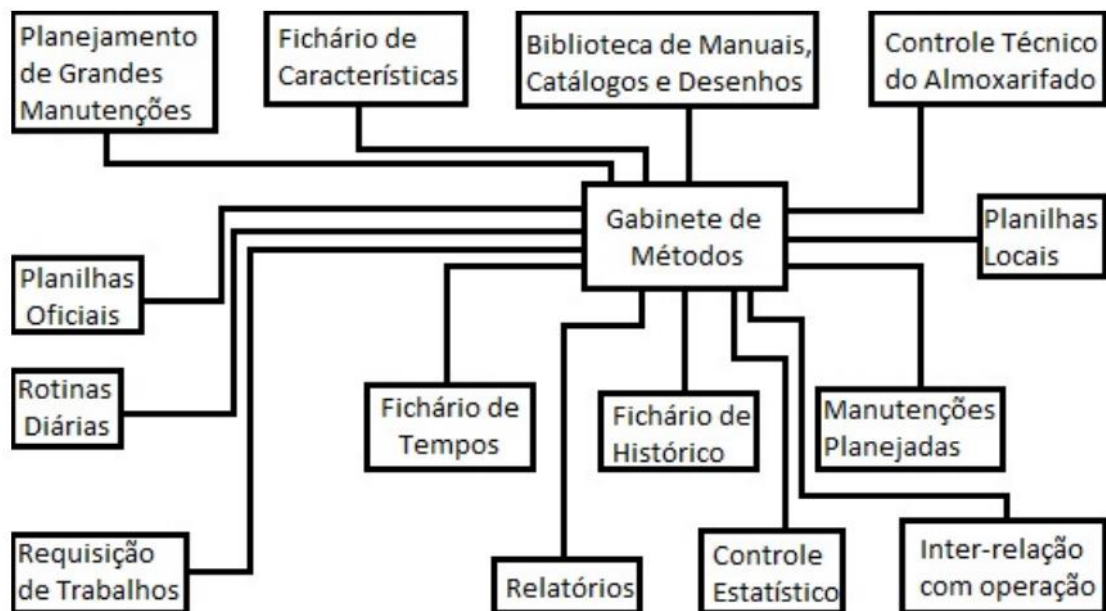 Planejamento
de Grandes
Manutenções
Fichário de
Características
Biblioteca de Manuais,
Catálogos e Desenhos
Controle Técnico
do Almoxarifado
Gabinete de
Métodos
Planilhas
Locais
Planilhas
Oficiais
Rotinas
Diárias
Fichário de
Tempos
Fichário de
Histórico
Manutenções
Planejadas
Requisição
de Trabalhos
Relatórios
Controle
Estatístico
Inter-relação
com operação